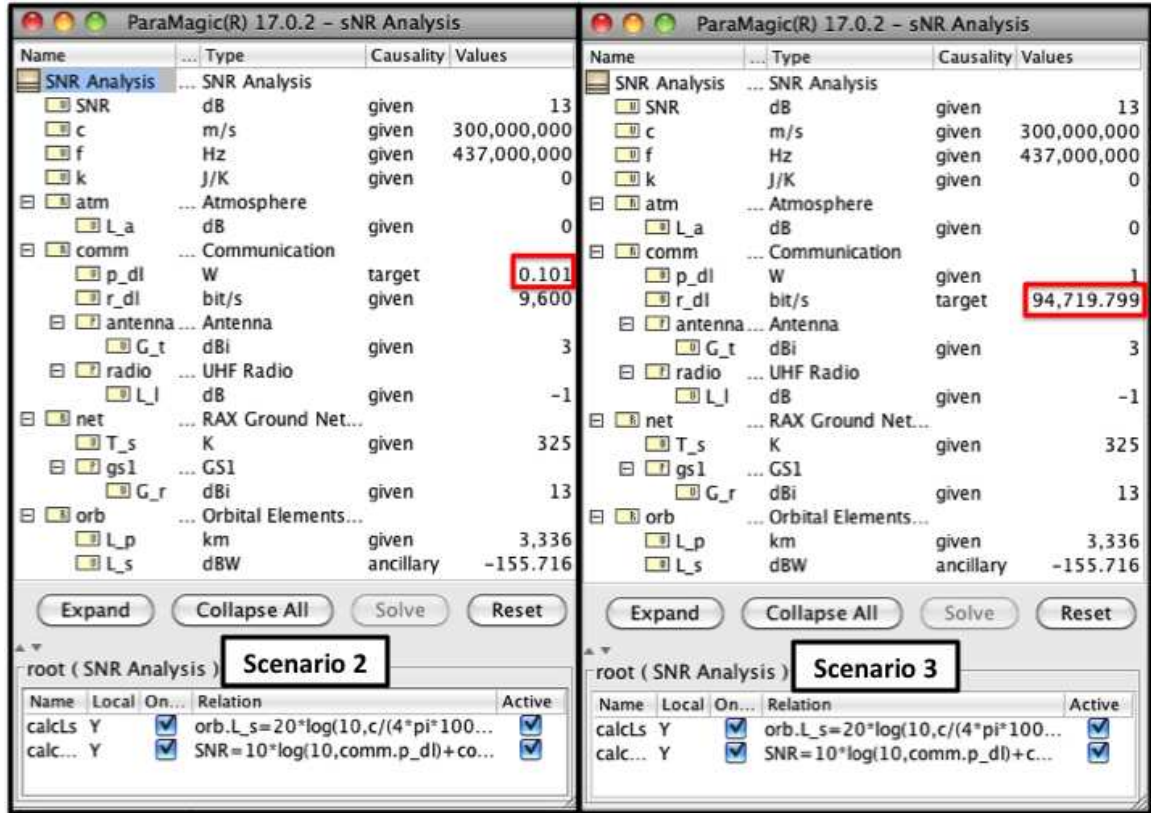 ParaMagic(R) 17.0.2 – sNR Analysis
Name ... Type Causality Values
SNR Analysis ... SNR Analysis
SNR dB given 13
c m/s given 300,000,000
f Hz given 437,000,000
k J/K given 0
atm ... Atmosphere
L_a dB given 0
comm ... Communication
p_dl W target 0.101
r_dl bit/s given 9,600
antenna ... Antenna
G_t dBi given 3
radio ... UHF Radio
L_l dB given -1
net ... RAX Ground Net...
T_s K given 325
gs1 ... GS1
G_r dBi given 13
orb ... Orbital Elements...
L_p km given 3,336
L_s dBW ancillary -155.716
Expand Collapse All Solve Reset
root ( SNR Analysis )
Scenario 2
Name Local On... Relation Active
calcLs Y orb.L_s=20*log(10,c/(4*pi*100...
calc... Y SNR=10*log(10,comm.p_dl)+co...
ParaMagic(R) 17.0.2 – sNR Analysis
Name ... Type Causality Values
SNR Analysis ... SNR Analysis
SNR dB given 13
c m/s given 300,000,000
f Hz given 437,000,000
k J/K given 0
atm ... Atmosphere
L_a dB given 0
comm ... Communication
p_dl W given 1
r_dl bit/s target 94,719.799
antenna ... Antenna
G_t dBi given 3
radio ... UHF Radio
L_l dB given -1
net ... RAX Ground Net...
T_s K given 325
gs1 ... GS1
G_r dBi given 13
orb ... Orbital Elements...
L_p km given 3,336
L_s dBW ancillary -155.716
Expand Collapse All Solve Reset
root ( SNR Analysis )
Scenario 3
Name Local On... Relation Active
calcLs Y orb.L_s=20*log(10,c/(4*pi*100...
calc... Y SNR=10*log(10,comm.p_dl)+c...